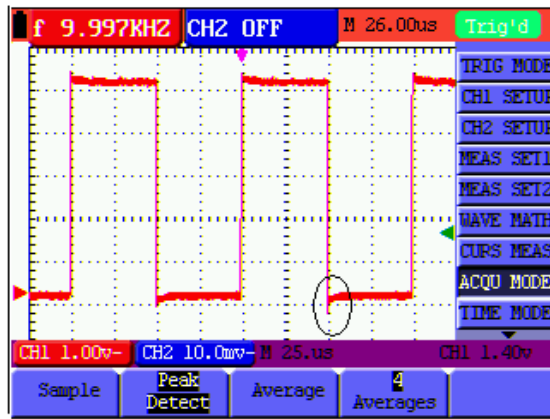 f 9.997KHZ CH2 OFF M 26.00us Trig'd
TRIG MODE
CH1 SETUP
CH2 SETUP
MEAS SET1
MEAS SET2
WAVE MATH
CURS MEAS
ACQU MODE
TIME MODE
CH1 1.00v- CH2 10.0mv- M 25.us CH1 1.40v
Sample
Peak
Detect
Average
4
Averages